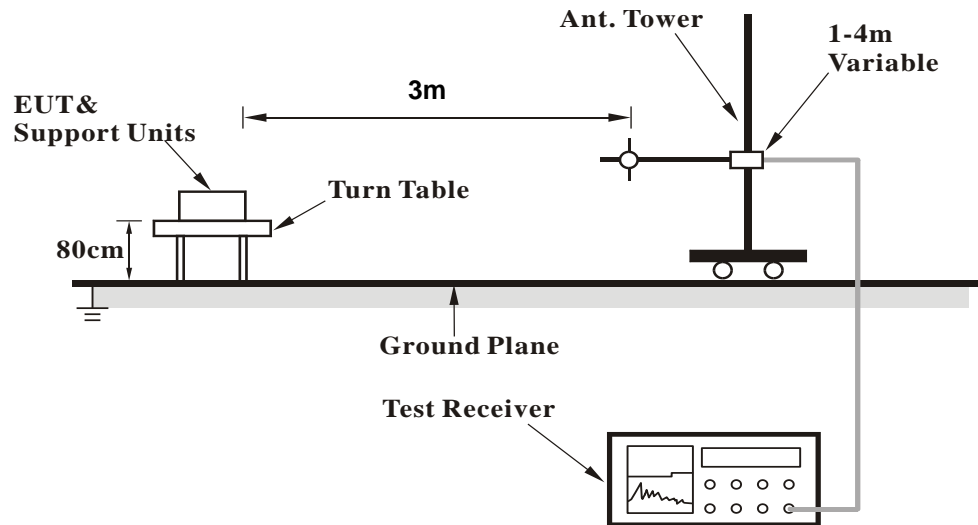 Ant. Tower
1-4m
Variable
3m
EUT&
Support Units
Turn Table
80cm
Ground Plane
Test Receiver